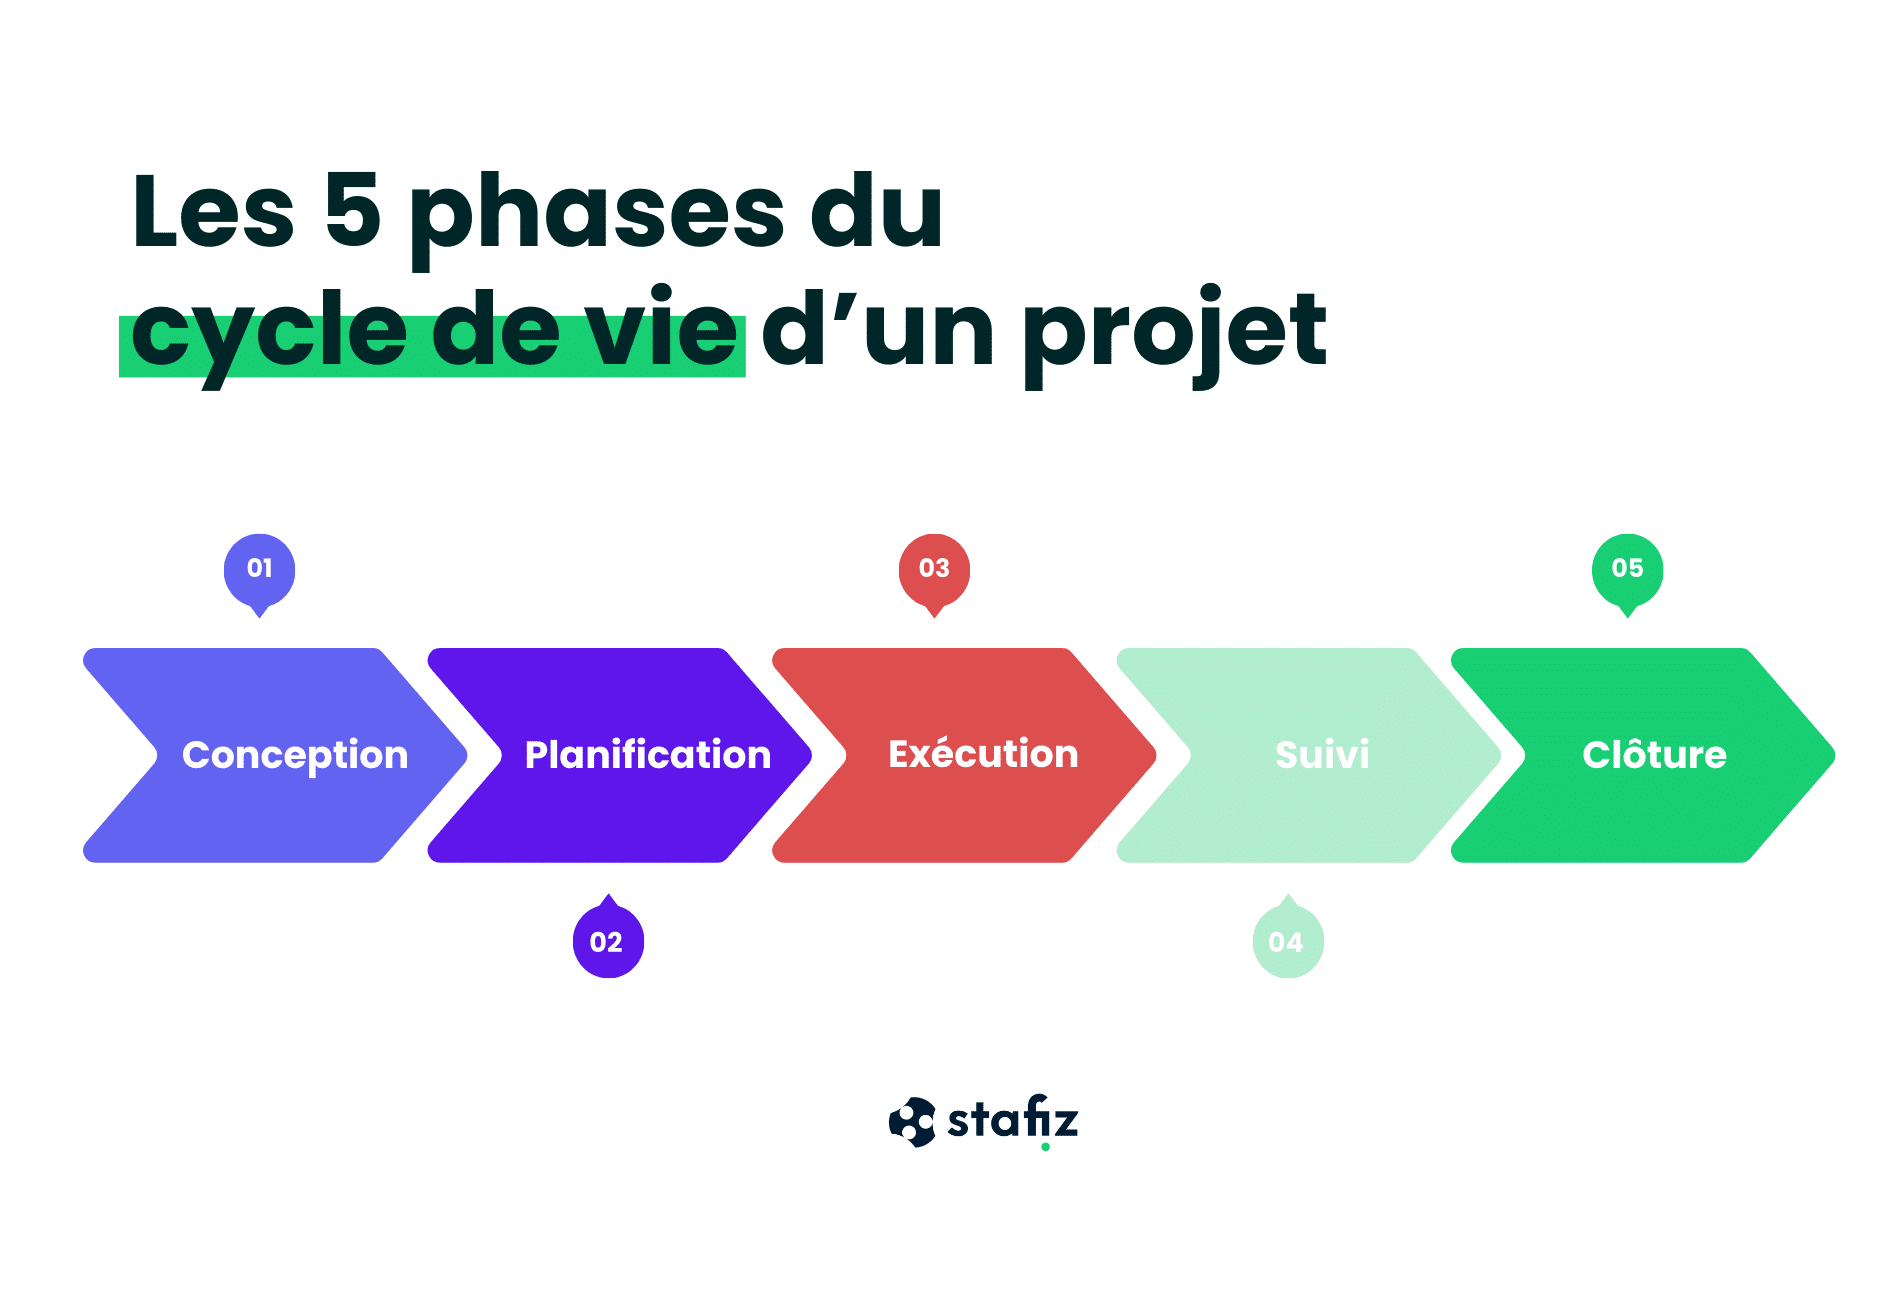 Les 5 phases du
cycle de vie d’un projet
01
03
05
Conception
Planification
Exécution
Suivi
Clôture
02
04
stafiz